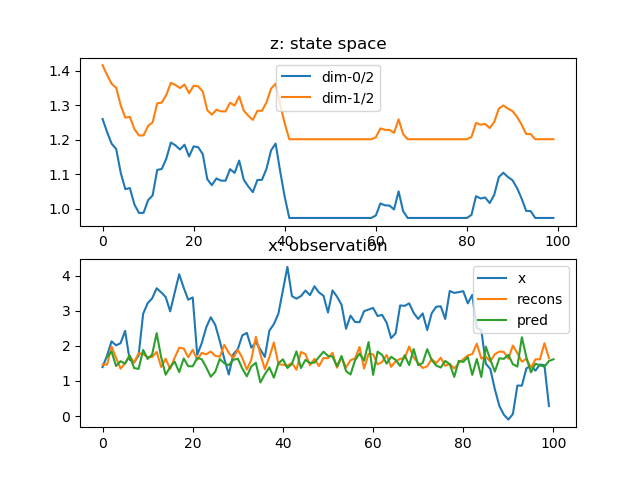 z: state space
1.4
1.3
1.2
1.1
1.0
dim-0/2
dim-1/2
0 20 40 60 80 100
x: observation
4
3
2
1
0
x
recons
pred
0 20 40 60 80 100